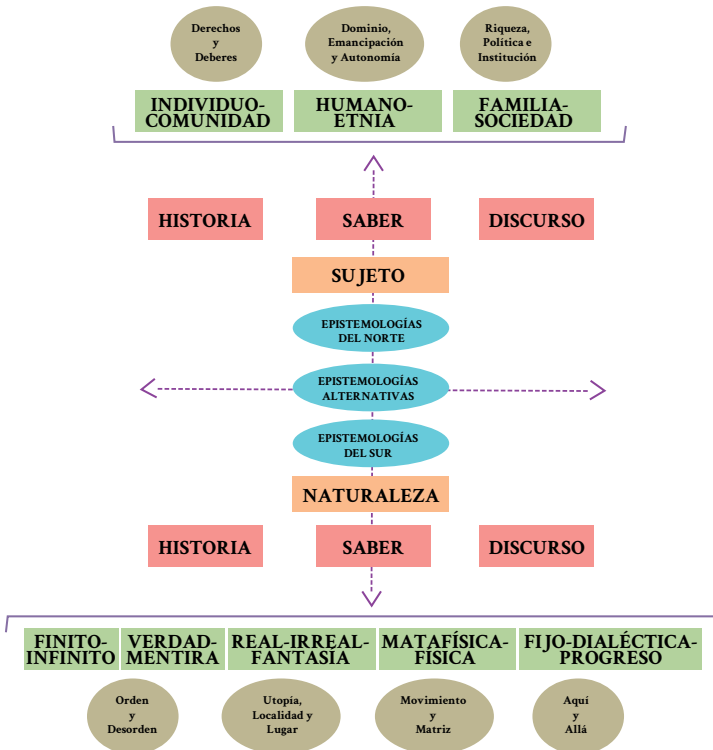 Derechos
y
Deberes
Dominio,
Emancipación
y Autonomía
Riqueza,
Política e
Institución
INDIVIDUO-
COMUNIDAD
HUMANO-
ETNIA
FAMILIA-
SOCIEDAD
HISTORIA
SABER
DISCURSO
SUJETO
EPISTEMOLOGÍAS
DEL NORTE
EPISTEMOLOGÍAS
ALTERNATIVAS
EPISTEMOLOGÍAS
DEL SUR
NATURALEZA
HISTORIA
SABER
DISCURSO
FINITO-
INFINITO
VERDAD-
MENTIRA
REAL-IRREAL-
FANTASÍA
MATAFÍSICA-
FÍSICA
FIJO-DIALÉCTICA-
PROGRESO
Orden
y
Desorden
Utopía,
Localidad y
Lugar
Movimiento
y
Matriz
Aquí
y
Allá